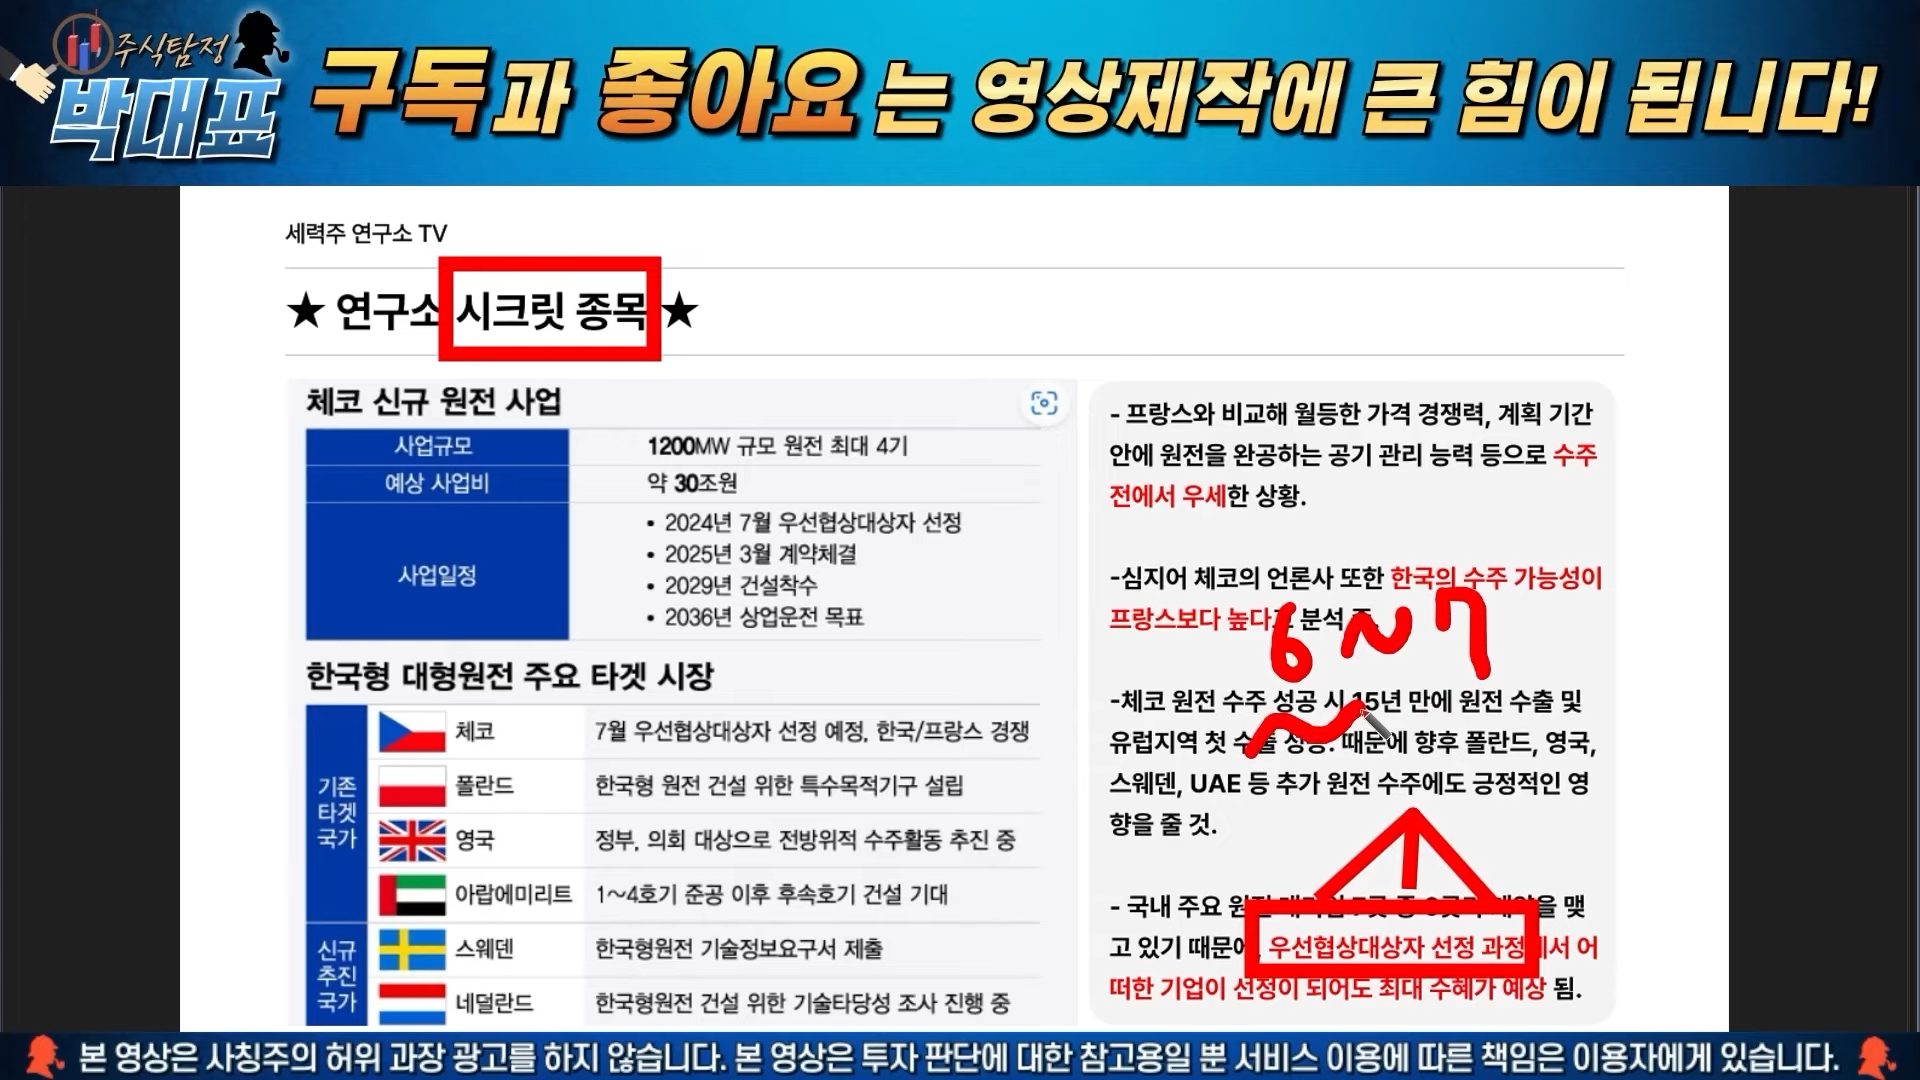 주식탐정
박대표
구독과 좋아요는 영상제작에 큰 힘이 됩니다!
세력주 연구소 TV
★ 연구소 시크릿 종목 ★
체코 신규 원전 사업
사업규모 1200MW 규모 원전 최대 4기
예상 사업비 약 30조원
사업일정
• 2024년 7월 우선협상대상자 선정
• 2025년 3월 계약체결
• 2029년 건설착수
• 2036년 상업운전 목표
한국형 대형원전 주요 타겟 시장
기존
타겟
국가
체코 7월 우선협상대상자 선정 예정, 한국/프랑스 경쟁
폴란드 한국형 원전 건설 위한 특수목적기구 설립
영국 정부, 의회 대상으로 전방위적 수주활동 추진 중
아랍에미리트 1~4호기 준공 이후 후속호기 건설 기대
신규
추진
국가
스웨덴 한국형원전 기술정보요구서 제출
네덜란드 한국형원전 건설 위한 기술타당성 조사 진행 중
- 프랑스와 비교해 월등한 가격 경쟁력, 계획 기간
안에 원전을 완공하는 공기 관리 능력 등으로 수주
전에서 우세한 상황.
-심지어 체코의 언론사 또한 한국의 수주 가능성이
프랑스보다 높다고 분석
6~7
-체코 원전 수주 성공 시 15년 만에 원전 수출 및
유럽지역 첫 수출 성공. 때문에 향후 폴란드, 영국,
스웨덴, UAE 등 추가 원전 수주에도 긍정적인 영
향을 줄 것.
- 국내 주요 원전 맺
고 있기 때문에, 우선협상대상자 선정 과정에서 어
떠한 기업이 선정이 되어도 최대 수혜가 예상 됨.
본 영상은 사칭주의 허위 과장 광고를 하지 않습니다. 본 영상은 투자 판단에 대한 참고용일 뿐 서비스 이용에 따른 책임은 이용자에게 있습니다.